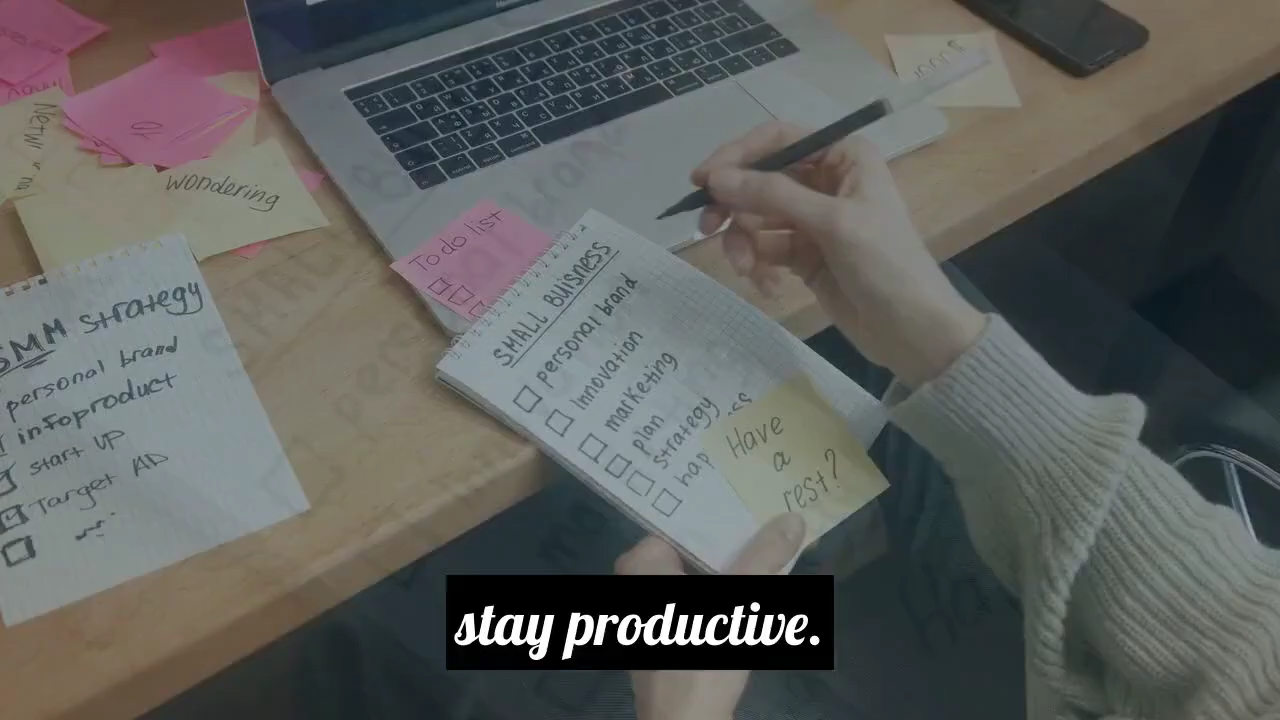 wondering
To do list
SMM strategy
personal brand
infoproduct
start UP
Target AD
SMALL BUISNESS
personal brand
Innovation
marketing
plan
strategy
Have
a
rest?
stay productive.